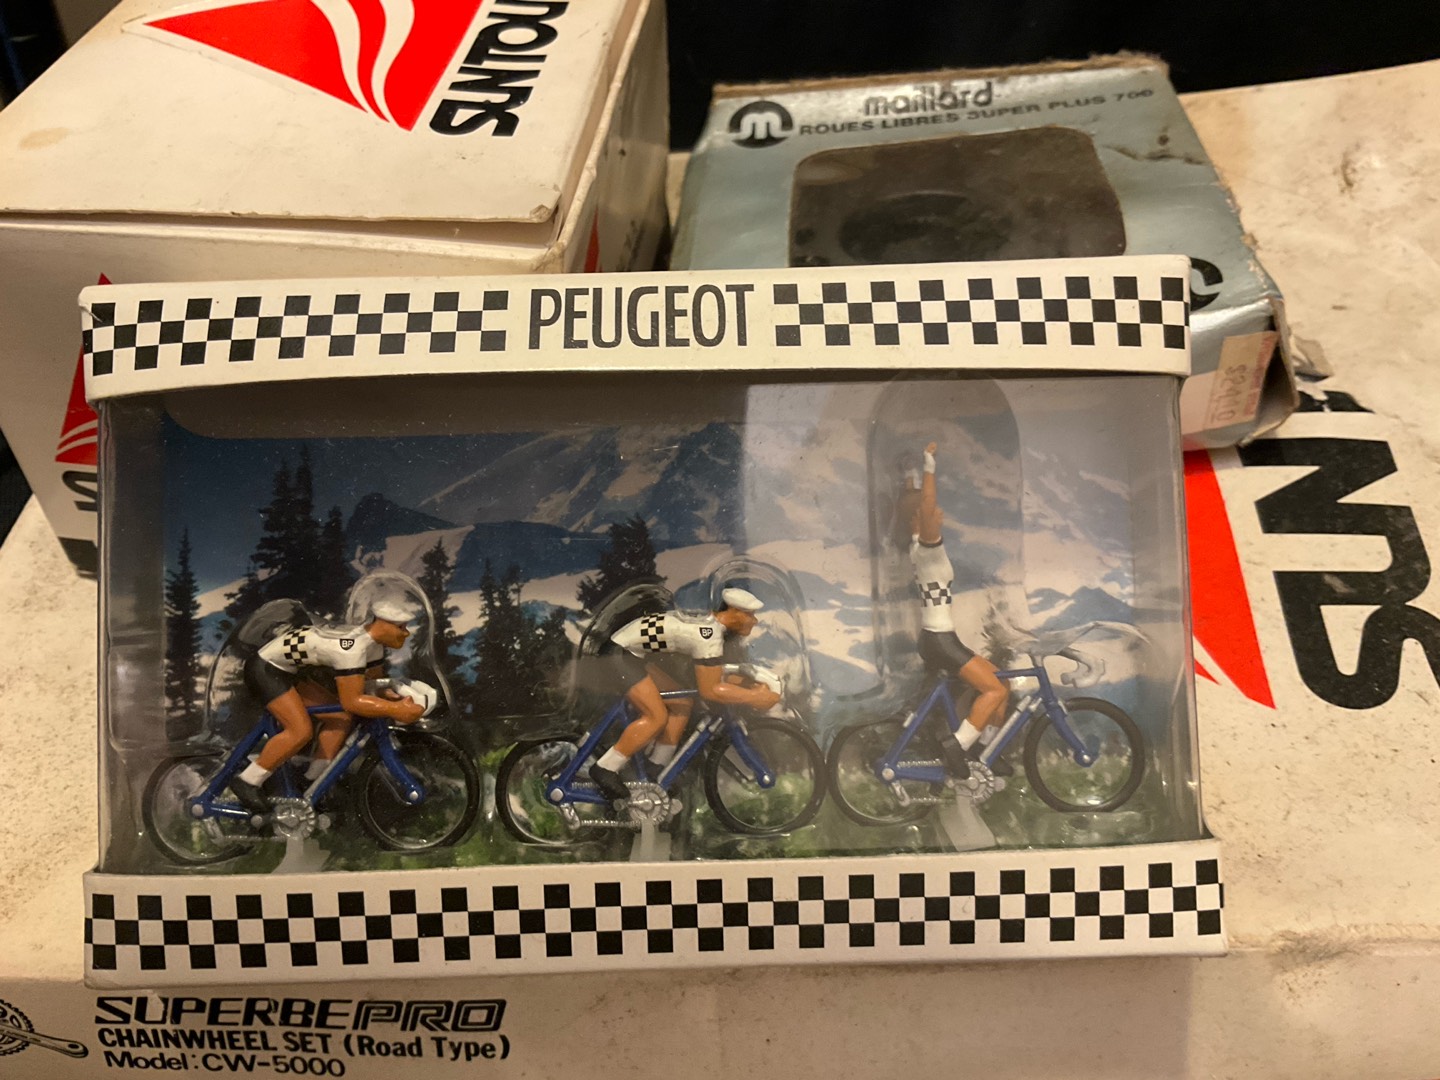 SUNTOUR
maillard
ROUES LIBRES SUPER PLUS 700
PEUGEOT
BP
BP
SUPERBE PRO
CHAINWHEEL SET (Road Type)
Model: CW-5000